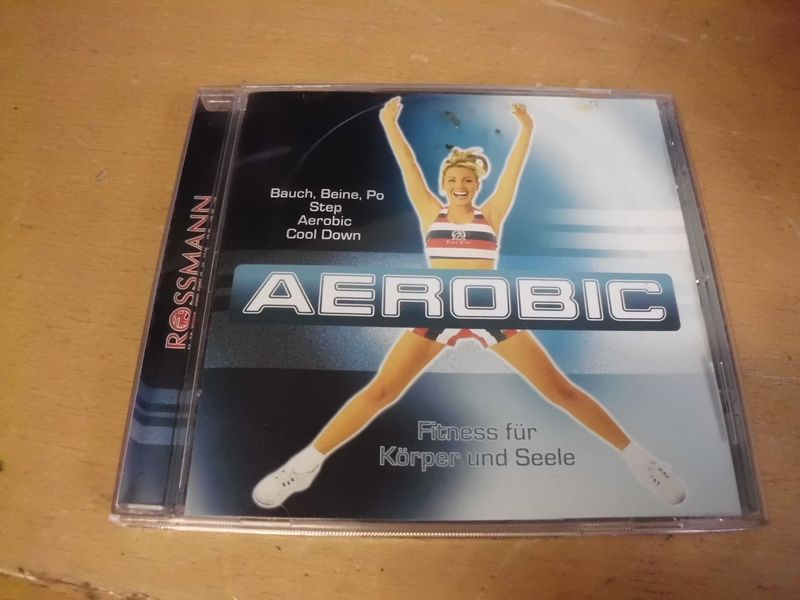 ROSSMANN
Bauch, Beine, Po
Step
Aerobic
Cool Down
AEROBIC
Fitness für
Körper und Seele